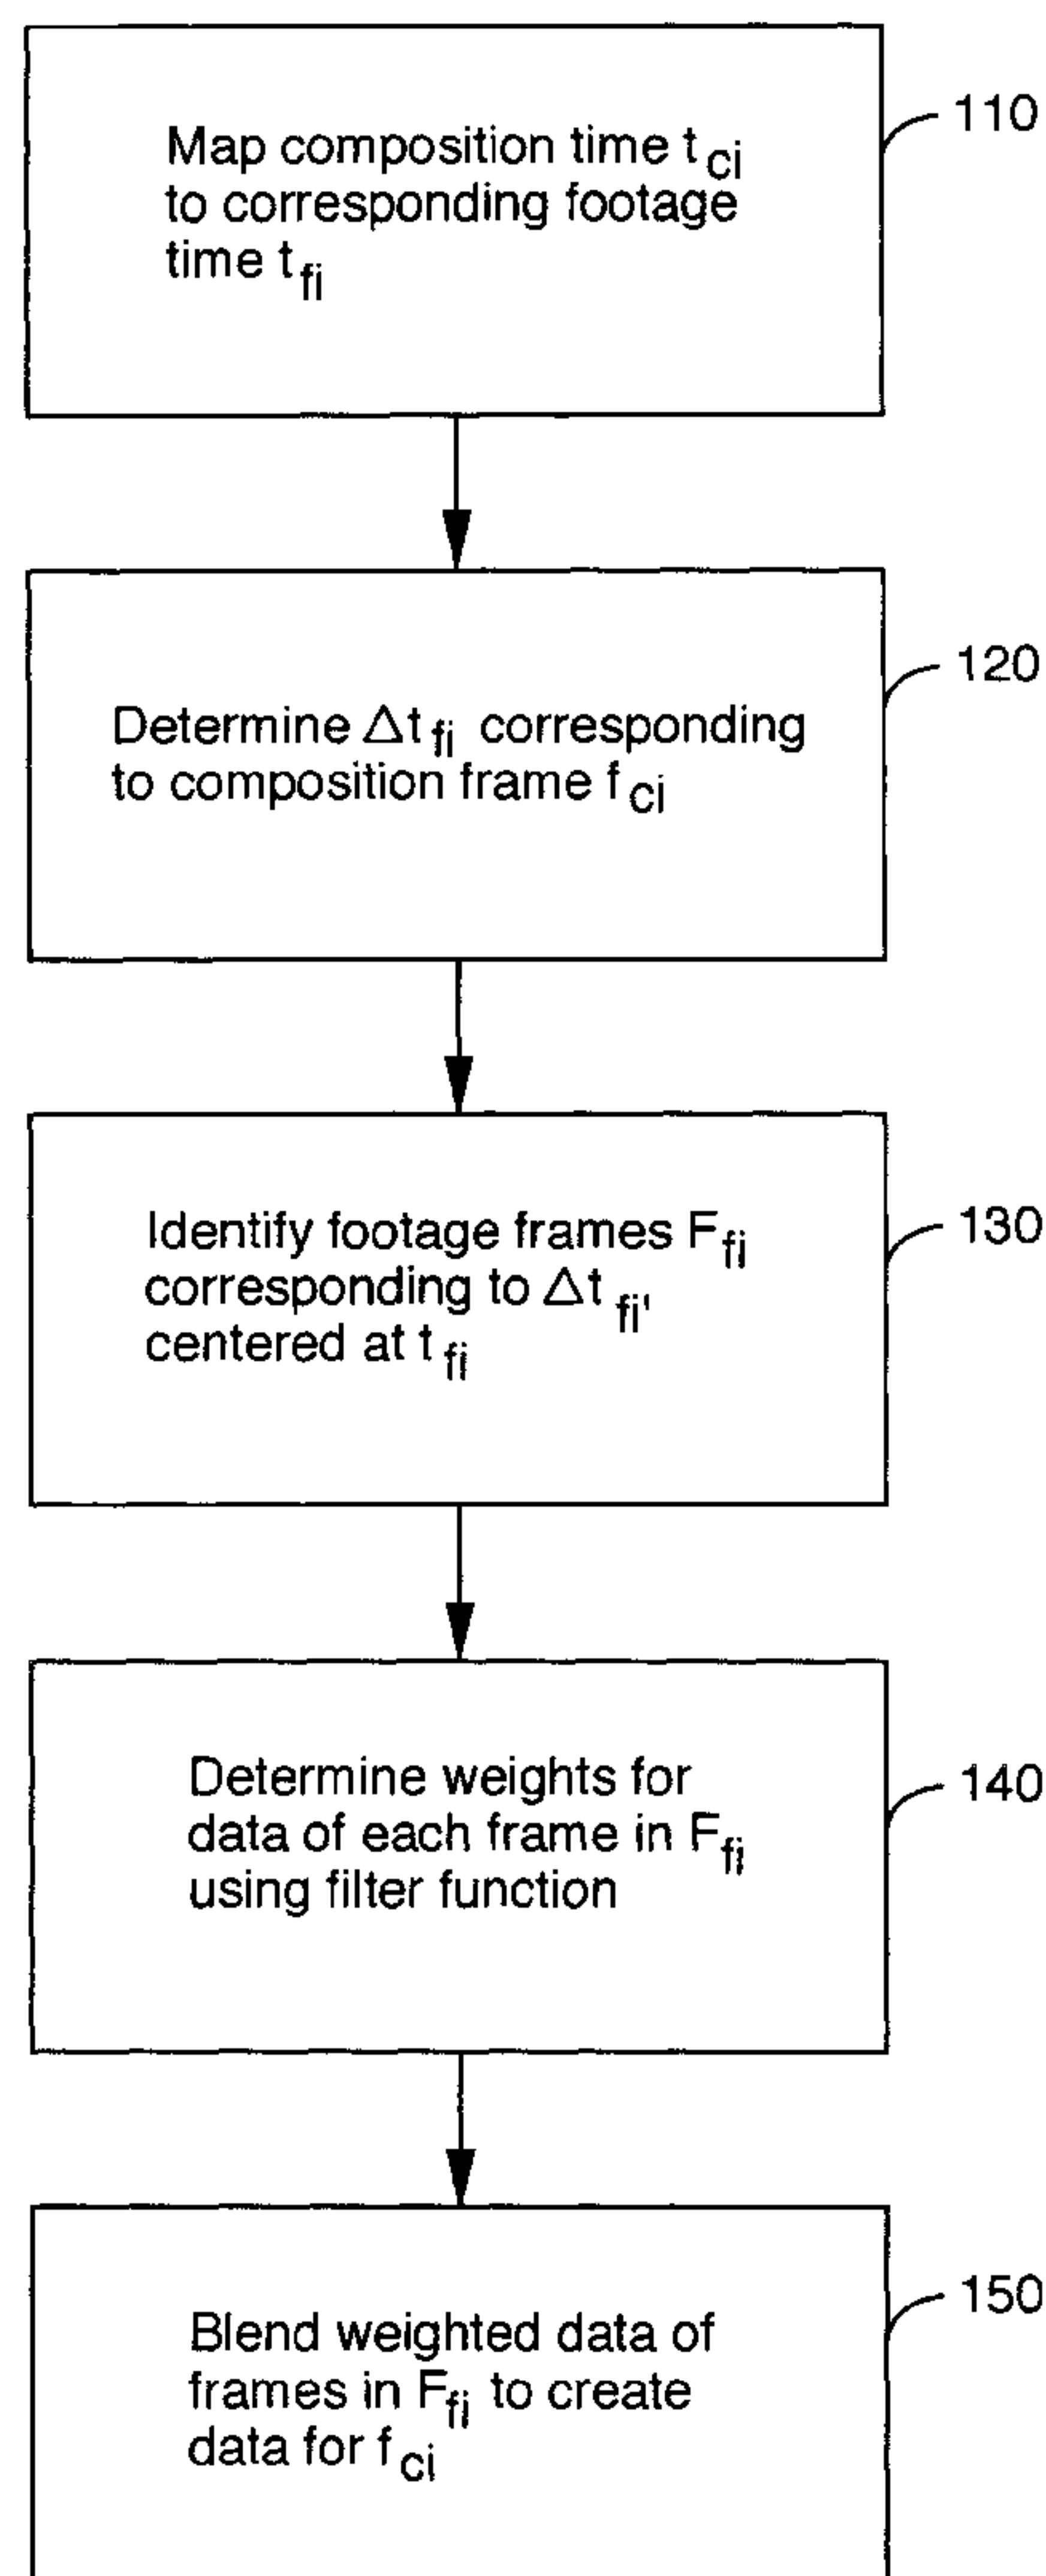 Map composition time t ci
to corresponding footage
time t fi
110
Determine Δt fi corresponding
to composition frame f ci
120
Identify footage frames F fi
corresponding to Δt fi'
centered at t fi
130
Determine weights for
data of each frame in F fi
using filter function
140
Blend weighted data of
frames in F fi to create
data for f ci
150